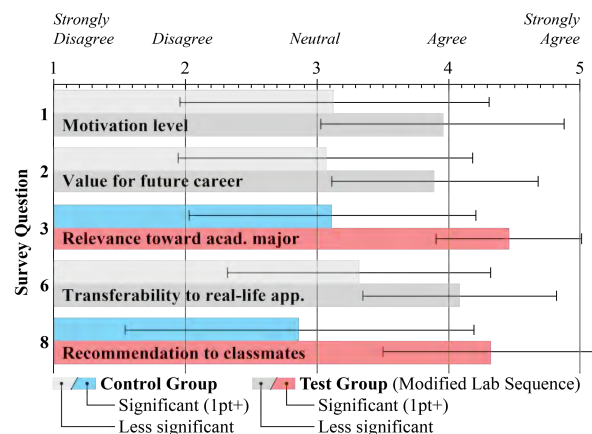 Strongly Disagree Disagree Neutral Agree Strongly Agree
1 2 3 4 5
Survey Question
1 Motivation level
2 Value for future career
3 Relevance toward acad. major
6 Transferability to real-life app.
8 Recommendation to classmates
Control Group
Significant (1pt+)
Less significant
Test Group (Modified Lab Sequence)
Significant (1pt+)
Less significant